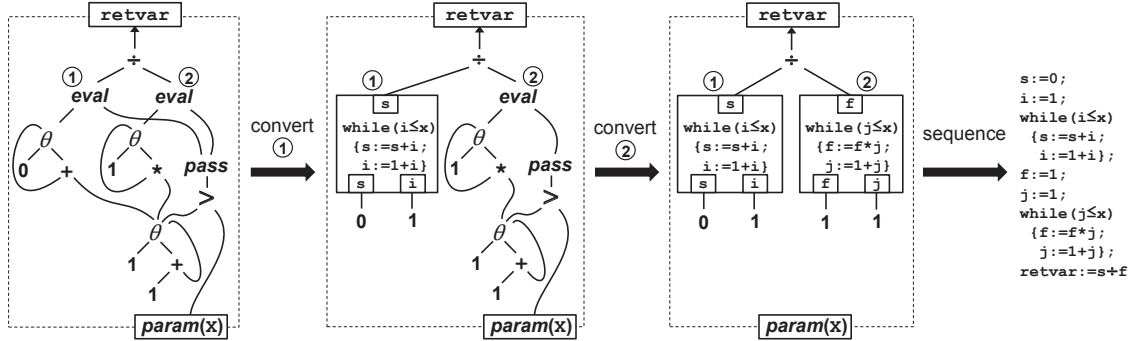 retvar
÷
① ②
eval eval
θ θ
0 + 1 * pass
>
θ
1 +
1
param(x)
convert
①
retvar
÷
① ②
s eval
while(i≤x)
{s:=s+i;
i:=1+i}
s i
0 1
θ
1 * pass
>
θ
1 +
1
param(x)
convert
②
retvar
÷
① ②
s f
while(i≤x) while(j≤x)
{s:=s+i; {f:=f*j;
i:=1+i} j:=1+j}
s i f j
0 1 1 1
param(x)
sequence
s:=0;
i:=1;
while(i≤x)
{s:=s+i;
i:=1+i};
f:=1;
j:=1;
while(j≤x)
{f:=f*j;
j:=1+j};
retvar:=s÷f